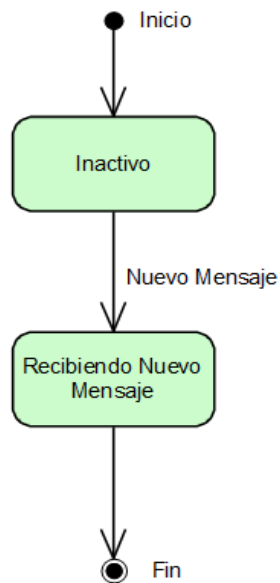 Inicio
Inactivo
Nuevo Mensaje
Recibiendo Nuevo
Mensaje
Fin